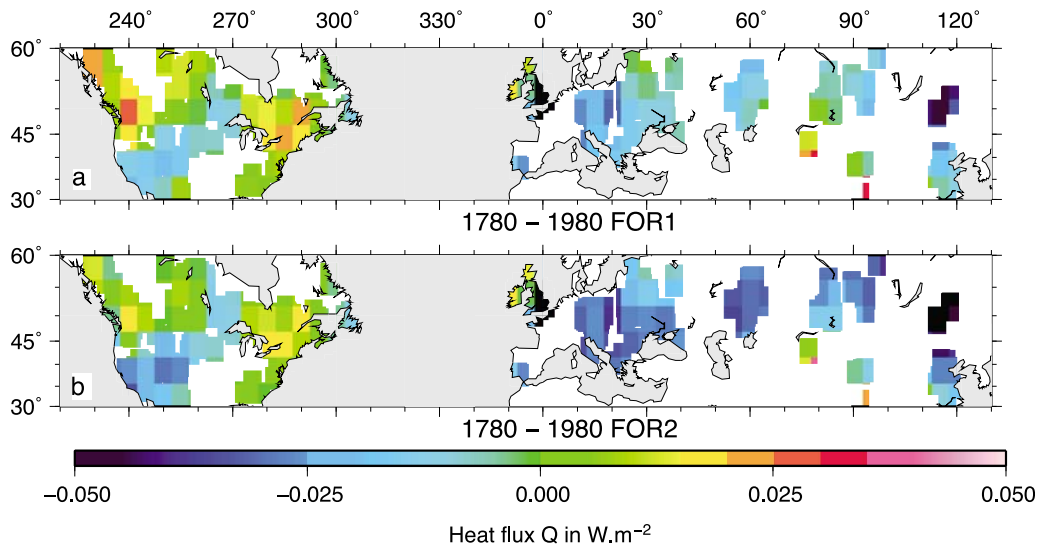 240° 270° 300° 330° 0° 30° 60° 90° 120°
60°
45°
30°
a
1780 – 1980 FOR1
60°
45°
30°
b
1780 – 1980 FOR2
−0.050 −0.025 0.000 0.025 0.050
Heat flux Q in W.m⁻²